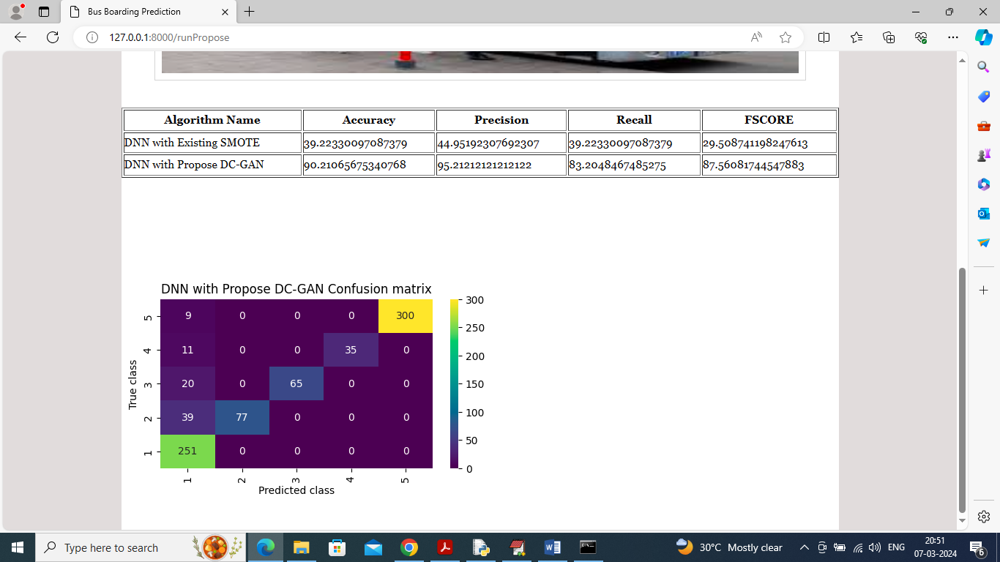 Bus Boarding Prediction
127.0.0.1:8000/runPropose
Algorithm Name Accuracy Precision Recall FSCORE
DNN with Existing SMOTE 39.22330097087379 44.95192307692307 39.22330097087379 29.508741198247613
DNN with Propose DC-GAN 90.21065675340768 95.21212121212122 83.2048467485275 87.56081744547883
DNN with Propose DC-GAN Confusion matrix
True class
5 9 0 0 0 300
4 11 0 0 35 0
3 20 0 65 0 0
2 39 77 0 0 0
1 251 0 0 0 0
1 2 3 4 5
Predicted class
300
250
200
150
100
50
0
Type here to search
30°C Mostly clear
ENG
20:51
07-03-2024
6